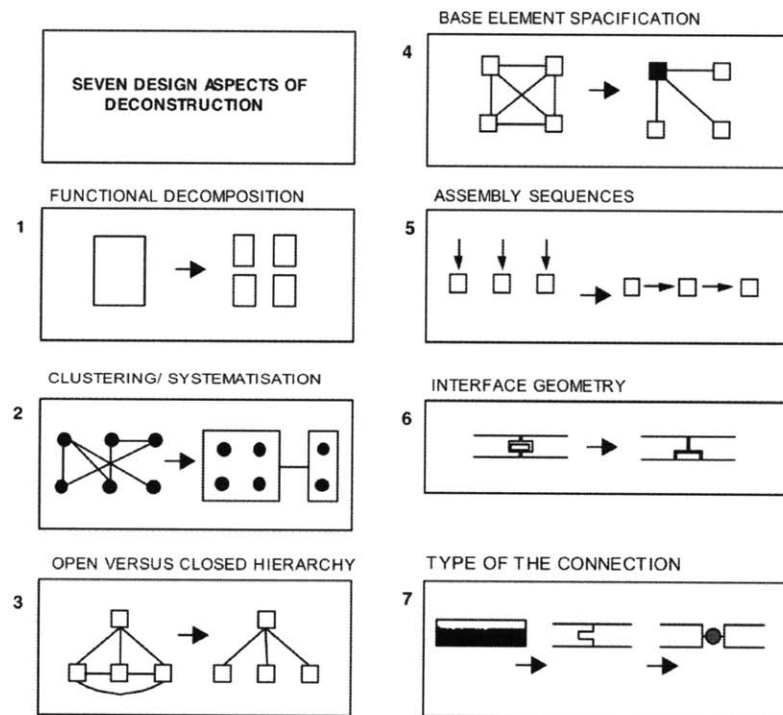 SEVEN DESIGN ASPECTS OF
DECONSTRUCTION
1
FUNCTIONAL DECOMPOSITION
2
CLUSTERING/ SYSTEMATISATION
3
OPEN VERSUS CLOSED HIERARCHY
4
BASE ELEMENT SPACIFICATION
5
ASSEMBLY SEQUENCES
6
INTERFACE GEOMETRY
7
TYPE OF THE CONNECTION